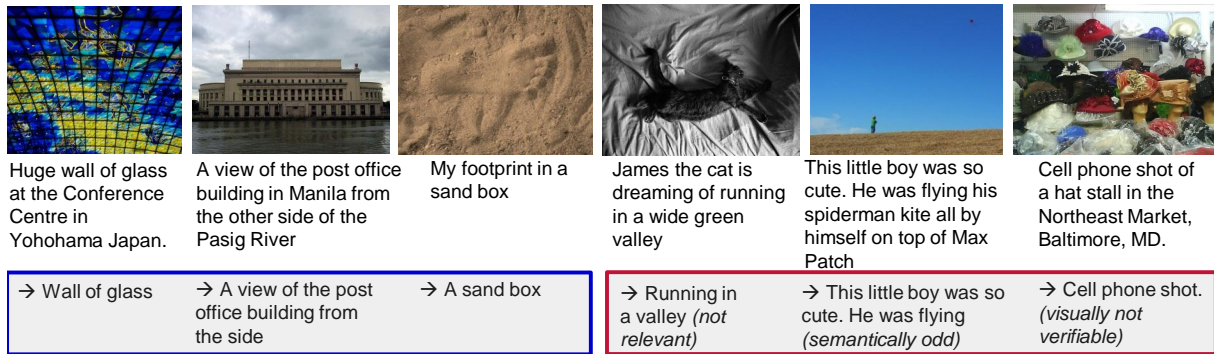 Huge wall of glass
at the Conference
Centre in
Yohohama Japan.
A view of the post office
building in Manila from
the other side of the
Pasig River
My footprint in a
sand box
James the cat is
dreaming of running
in a wide green
valley
This little boy was so
cute. He was flying his
spiderman kite all by
himself on top of Max
Patch
Cell phone shot of
a hat stall in the
Northeast Market,
Baltimore, MD.
→ Wall of glass
→ A view of the post
office building from
the side
→ A sand box
→ Running in
a valley (not
relevant)
→ This little boy was so
cute. He was flying
(semantically odd)
→ Cell phone shot.
(visually not
verifiable)